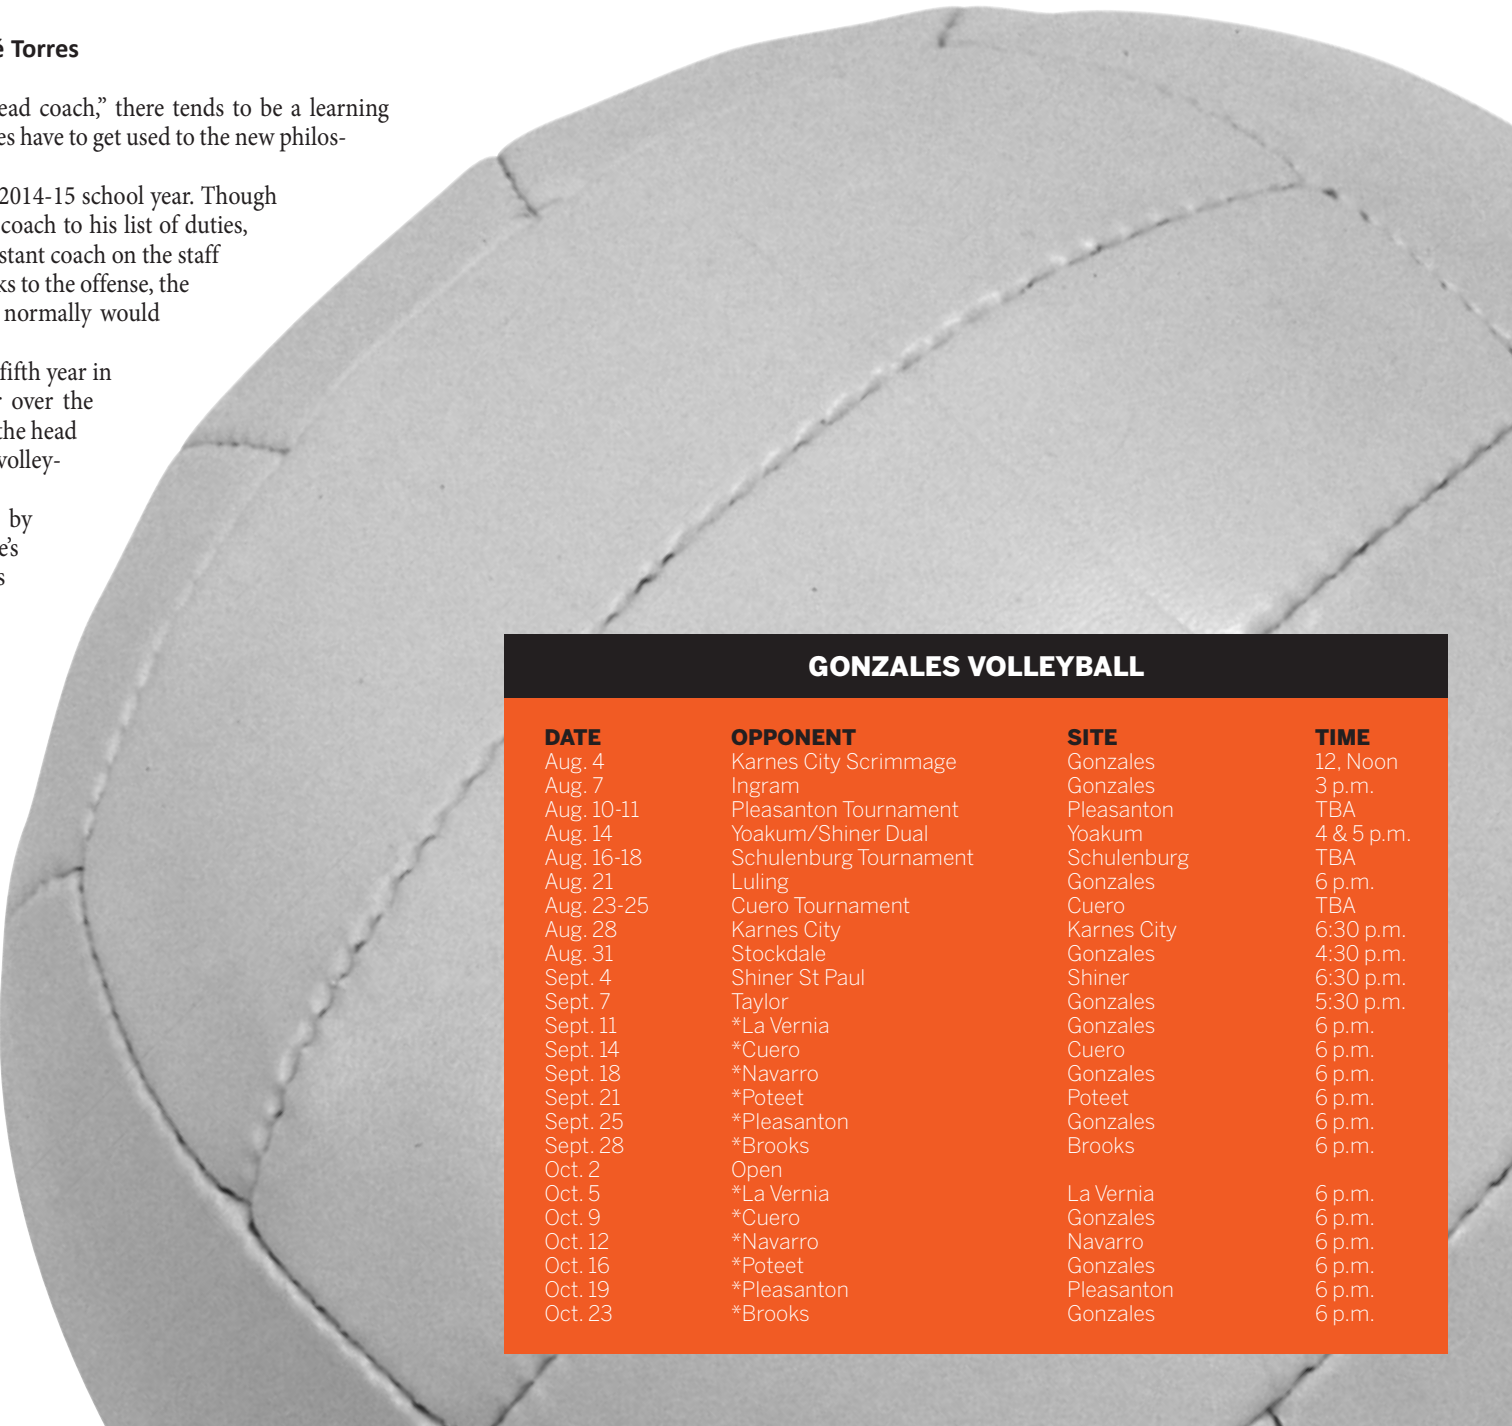 é Torres
ead coach,” there tends to be a learning
es have to get used to the new philos-
2014-15 school year. Though
coach to his list of duties,
stant coach on the staff
ks to the offense, the
normally would
fifth year in
r over the
the head
volley-
by
e’s
s
GONZALES VOLLEYBALL
DATE OPPONENT SITE TIME
Aug. 4 Karnes City Scrimmage Gonzales 12, Noon
Aug. 7 Ingram Gonzales 3 p.m.
Aug. 10-11 Pleasanton Tournament Pleasanton TBA
Aug. 14 Yoakum/Shiner Dual Yoakum 4 & 5 p.m.
Aug. 16-18 Schulenburg Tournament Schulenburg TBA
Aug. 21 Luling Gonzales 6 p.m.
Aug. 23-25 Cuero Tournament Cuero TBA
Aug. 28 Karnes City Karnes City 6:30 p.m.
Aug. 31 Stockdale Gonzales 4:30 p.m.
Sept. 4 Shiner St Paul Shiner 6:30 p.m.
Sept. 7 Taylor Gonzales 5:30 p.m.
Sept. 11 *La Vernia Gonzales 6 p.m.
Sept. 14 *Cuero Cuero 6 p.m.
Sept. 18 *Navarro Gonzales 6 p.m.
Sept. 21 *Poteet Poteet 6 p.m.
Sept. 25 *Pleasanton Gonzales 6 p.m.
Sept. 28 *Brooks Brooks 6 p.m.
Oct. 2 Open
Oct. 5 *La Vernia La Vernia 6 p.m.
Oct. 9 *Cuero Gonzales 6 p.m.
Oct. 12 *Navarro Navarro 6 p.m.
Oct. 16 *Poteet Gonzales 6 p.m.
Oct. 19 *Pleasanton Pleasanton 6 p.m.
Oct. 23 *Brooks Gonzales 6 p.m.